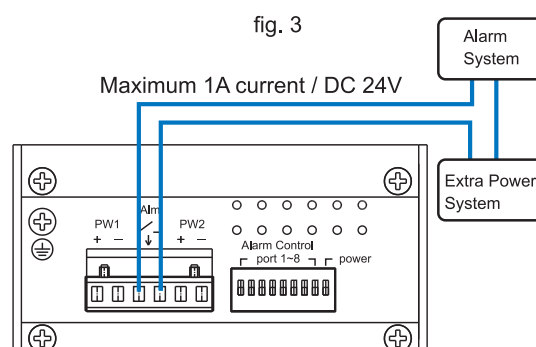 fig. 3
Alarm
System
Maximum 1A current / DC 24V
Extra Power
System
Alm
PW1
PW2
+ − + −
Alarm Control
port 1~8
power